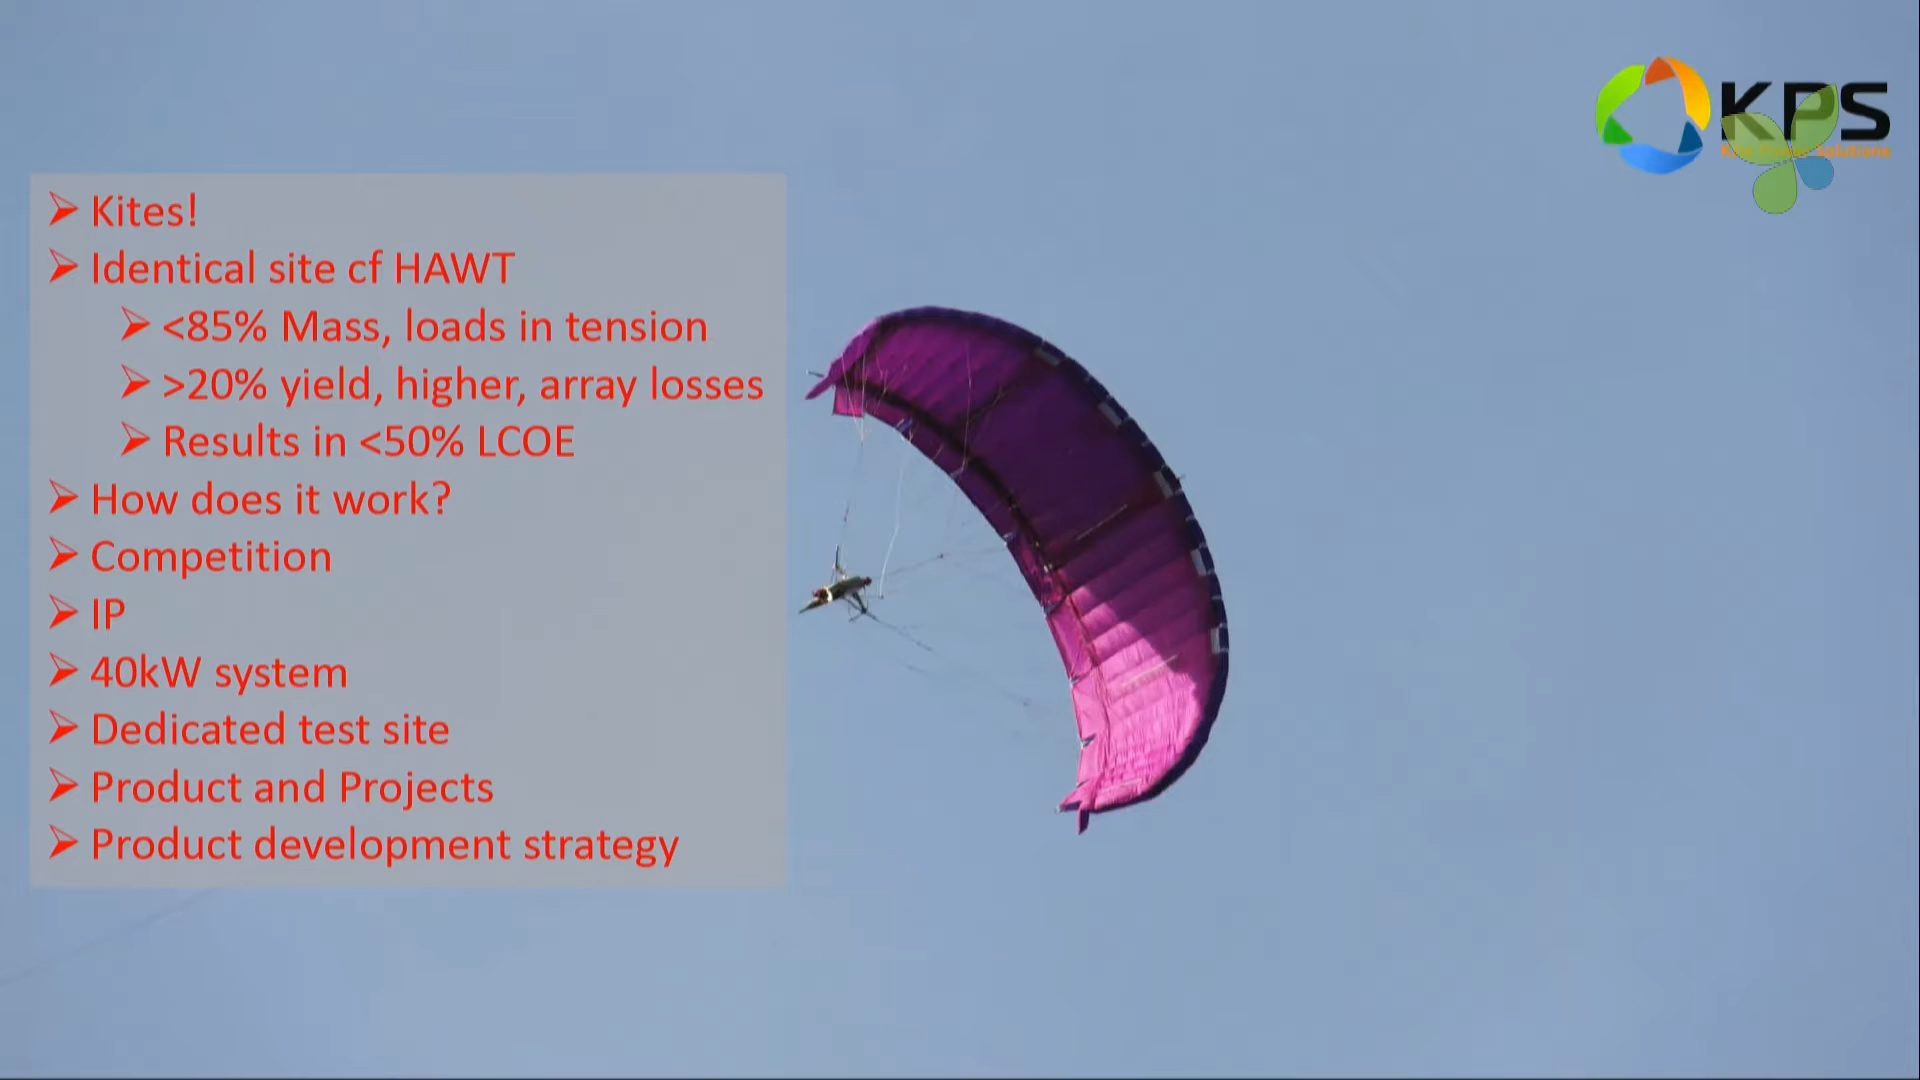 KPS
solutions
Kites!
Identical site cf HAWT
<85% Mass, loads in tension
>20% yield, higher, array losses
Results in <50% LCOE
How does it work?
Competition
IP
40kW system
Dedicated test site
Product and Projects
Product development strategy